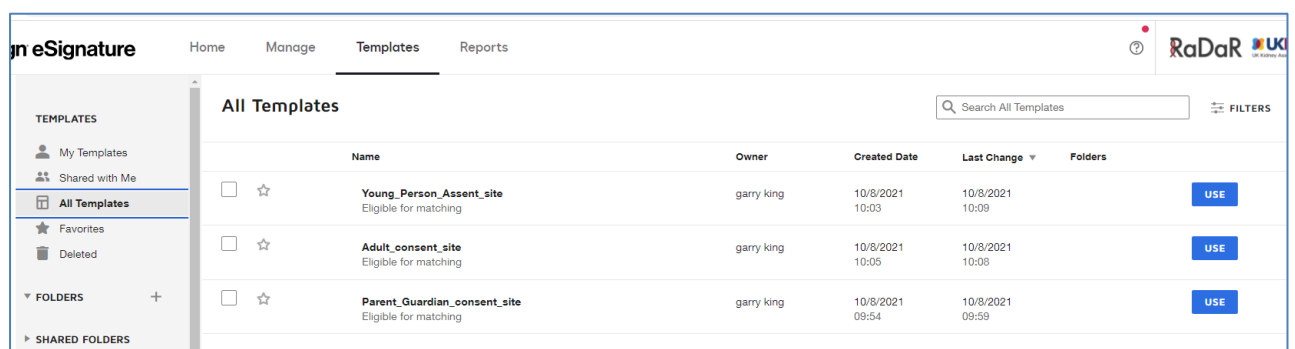 gn eSignature Home Manage Templates Reports RaDaR UK
UK Kidney Ass
TEMPLATES
My Templates
Shared with Me
All Templates
Favorites
Deleted
FOLDERS +
SHARED FOLDERS
All Templates
Search All Templates FILTERS
Name Owner Created Date Last Change Folders
Young_Person_Assent_site garry king 10/8/2021 10/8/2021 USE
Eligible for matching 10:03 10:09
Adult_consent_site garry king 10/8/2021 10/8/2021 USE
Eligible for matching 10:05 10:08
Parent_Guardian_consent_site garry king 10/8/2021 10/8/2021 USE
Eligible for matching 09:54 09:59